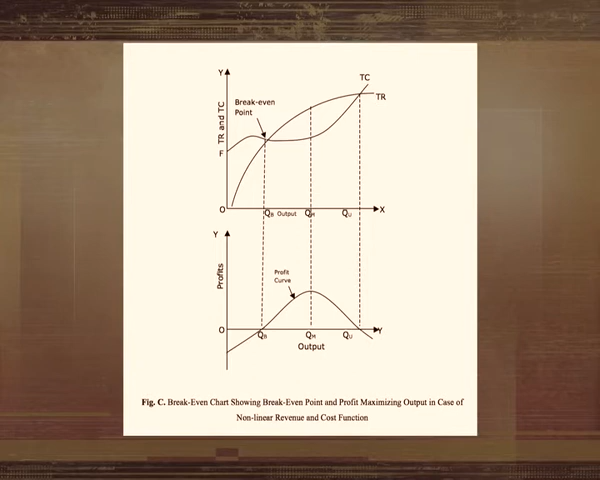 Y
TC
TR
Break-even
Point
TR and TC
F
O
QB Output QM QU
X
Y
Profits
Profit
Curve
O
QB QM QU
Y
Output
Fig. C. Break-Even Chart Showing Break-Even Point and Profit Maximizing Output in Case of
Non-linear Revenue and Cost Function